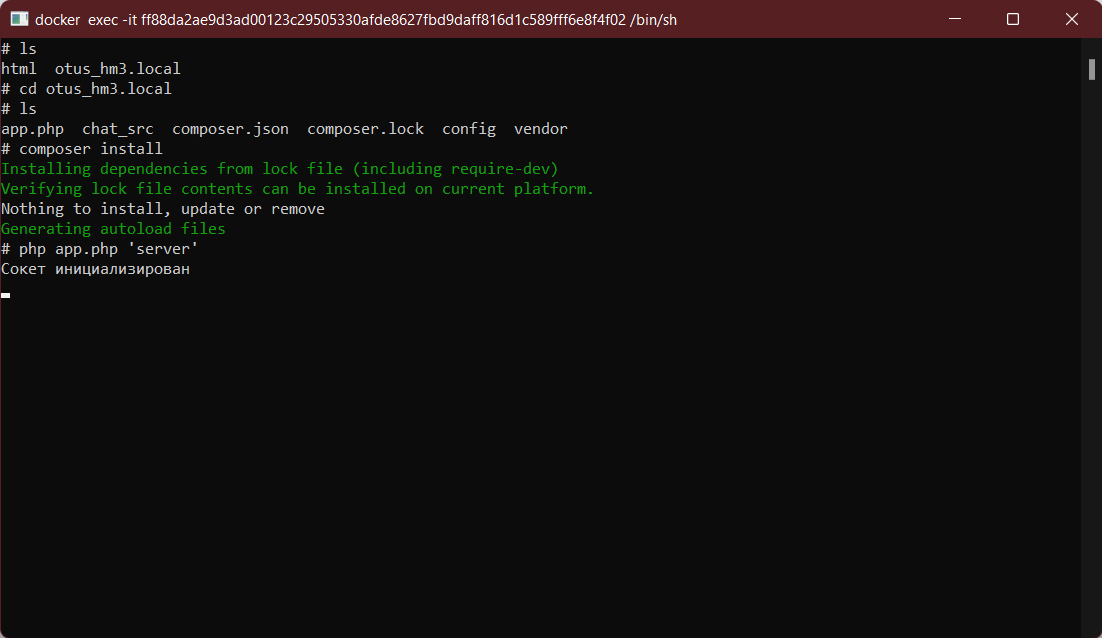 docker  exec -it ff88da2ae9d3ad00123c29505330afde8627fbd9daff816d1c589fff6e8f4f02 /bin/sh
# ls
html  otus_hm3.local
# cd otus_hm3.local
# ls
app.php  chat_src  composer.json  composer.lock  config  vendor
# composer install
Installing dependencies from lock file (including require-dev)
Verifying lock file contents can be installed on current platform.
Nothing to install, update or remove
Generating autoload files
# php app.php 'server'
Сокет инициализирован